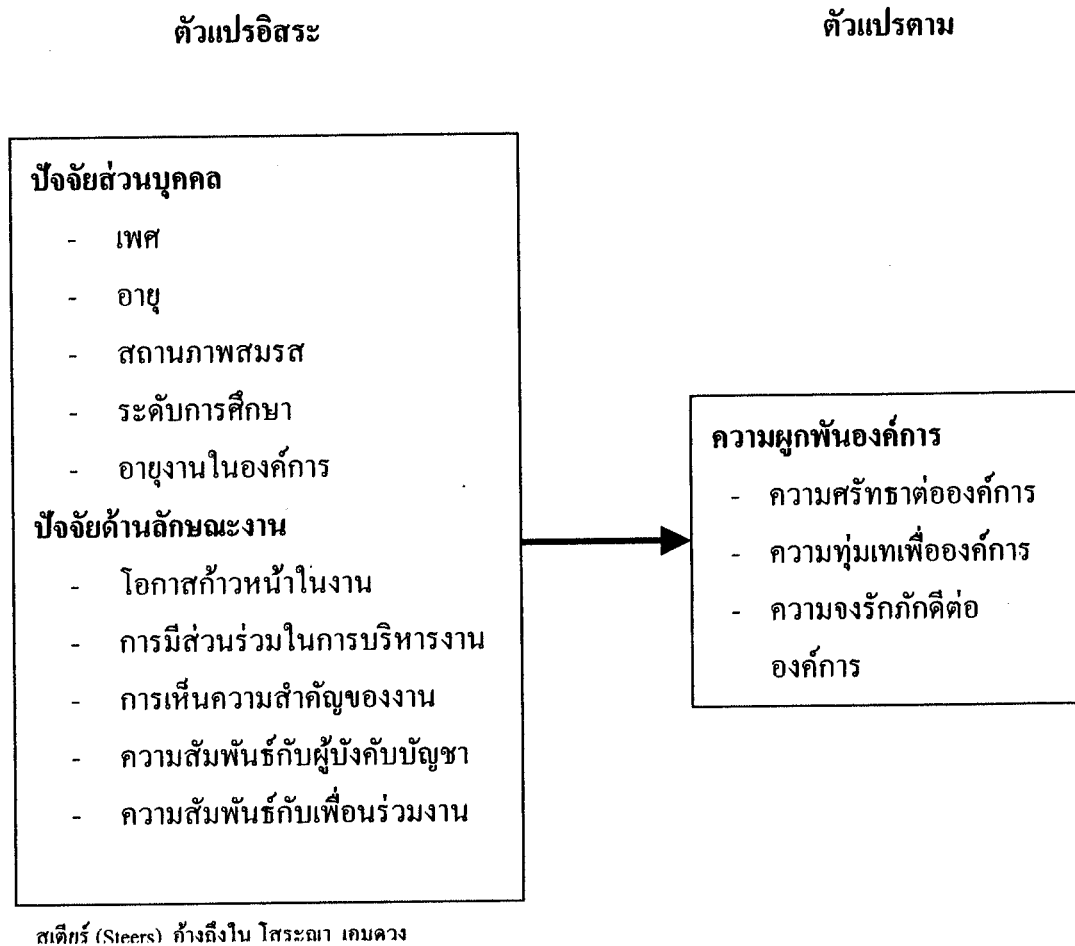 ตัวแปรอิสระ
ตัวแปรตาม
ปัจจัยส่วนบุคคล
- เพศ
- อายุ
- สถานภาพสมรส
- ระดับการศึกษา
- อายุงานในองค์การ
ปัจจัยด้านลักษณะงาน
- โอกาสก้าวหน้าในงาน
- การมีส่วนร่วมในการบริหารงาน
- การเห็นความสำคัญของงาน
- ความสัมพันธ์กับผู้บังคับบัญชา
- ความสัมพันธ์กับเพื่อนร่วมงาน
ความผูกพันองค์การ
- ความศรัทธาต่อองค์การ
- ความทุ่มเทเพื่อองค์การ
- ความจงรักภักดีต่อ
องค์การ
สเตียร์ (Steers) อ้างถึงใน